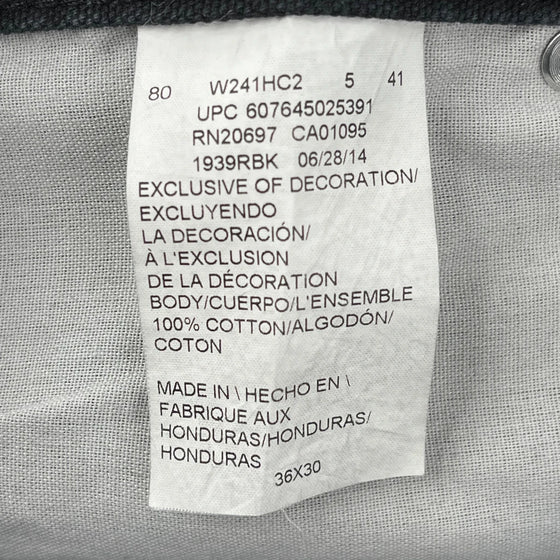 80 W241HC2 5 41
UPC 607645025391
RN20697 CA01095
1939RBK 06/28/14
EXCLUSIVE OF DECORATION/
EXCLUYENDO
LA DECORACIÓN/
À L'EXCLUSION
DE LA DÉCORATION
BODY/CUERPO/L'ENSEMBLE
100% COTTON/ALGODÓN/
COTON
MADE IN \ HECHO EN \
FABRIQUE AUX
HONDURAS/HONDURAS/
HONDURAS
36X30